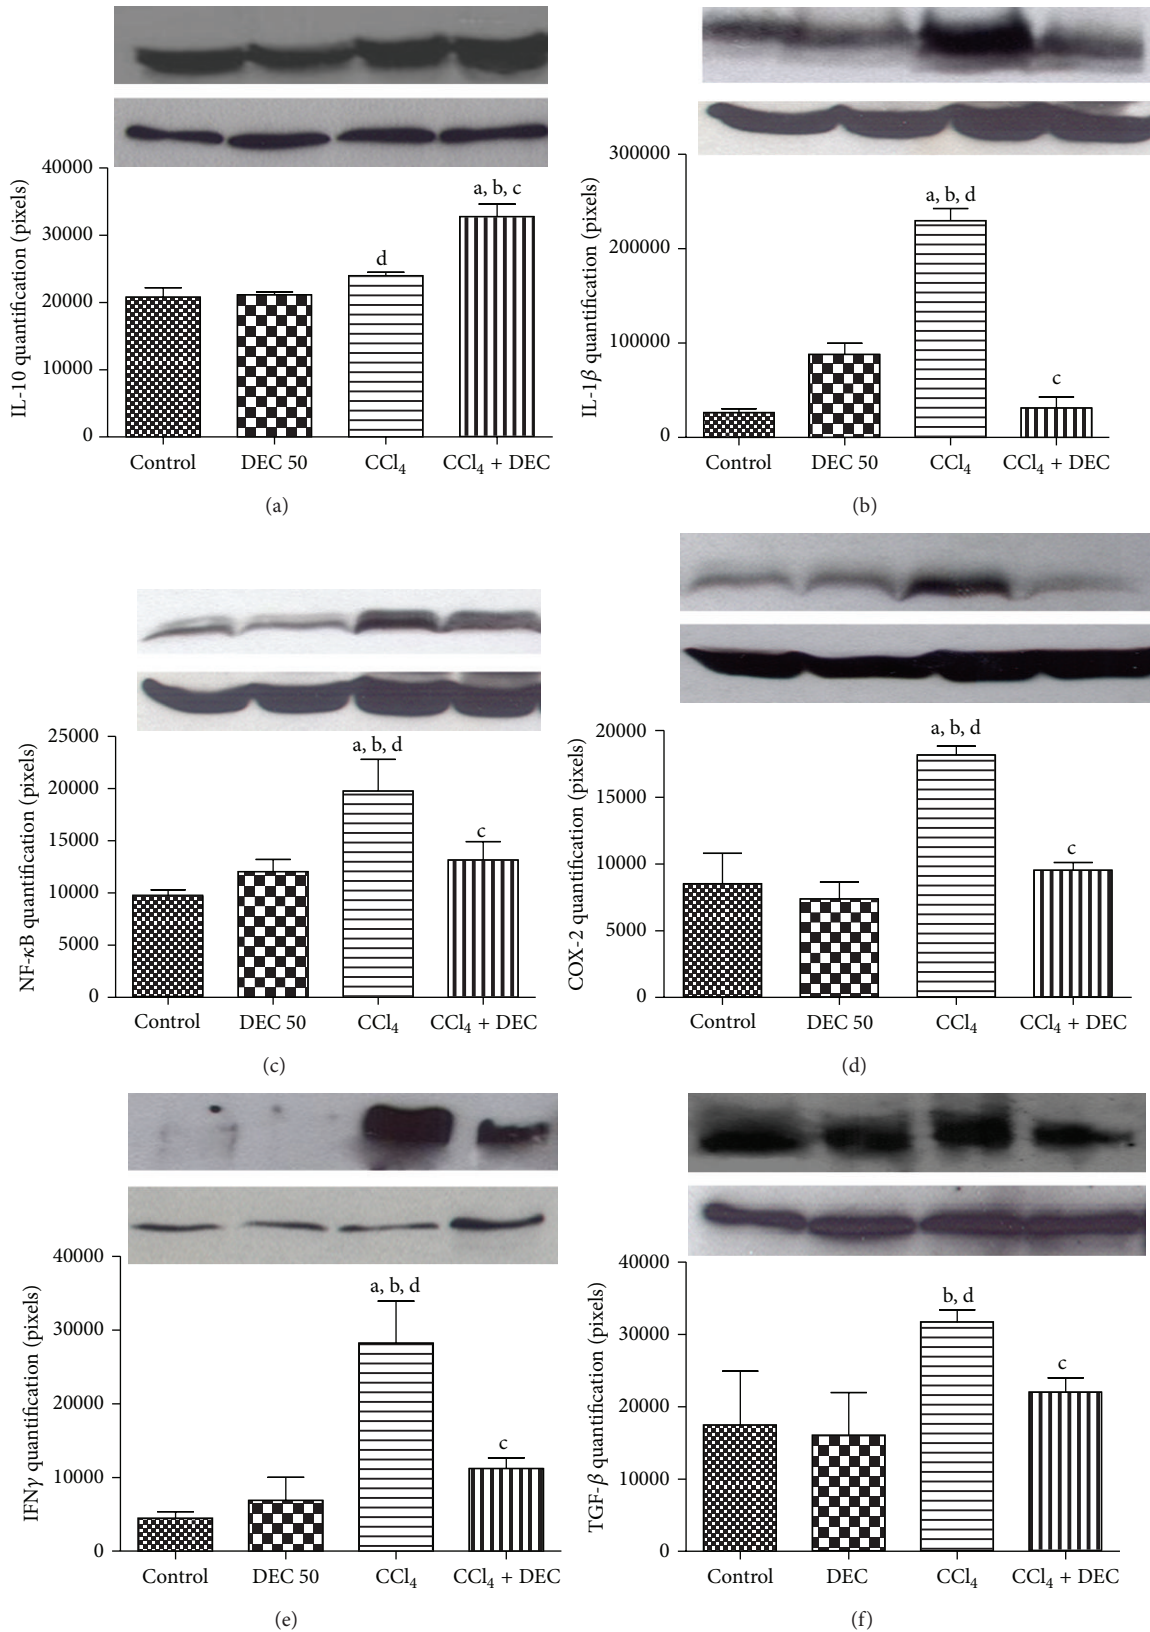 IL-10 quantification (pixels)
40000
30000
20000
10000
0
d
a, b, c
Control DEC 50 CCl₄ CCl₄ + DEC
(a)
IL-1β quantification (pixels)
300000
200000
100000
0
a, b, d
c
Control DEC 50 CCl₄ CCl₄ + DEC
(b)
NF-κB quantification (pixels)
25000
20000
15000
10000
5000
0
a, b, d
c
Control DEC 50 CCl₄ CCl₄ + DEC
(c)
COX-2 quantification (pixels)
20000
15000
10000
5000
0
a, b, d
c
Control DEC 50 CCl₄ CCl₄ + DEC
(d)
IFNγ quantification (pixels)
40000
30000
20000
10000
0
a, b, d
c
Control DEC 50 CCl₄ CCl₄ + DEC
(e)
TGF-β quantification (pixels)
40000
30000
20000
10000
0
b, d
c
Control DEC CCl₄ CCl₄ + DEC
(f)